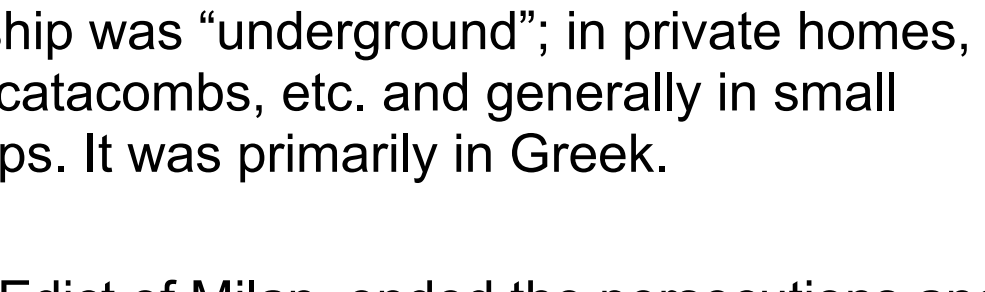 hip was “underground”; in private homes,
catacombs, etc. and generally in small
ps. It was primarily in Greek.
Edict of Milan ended the persecutions an